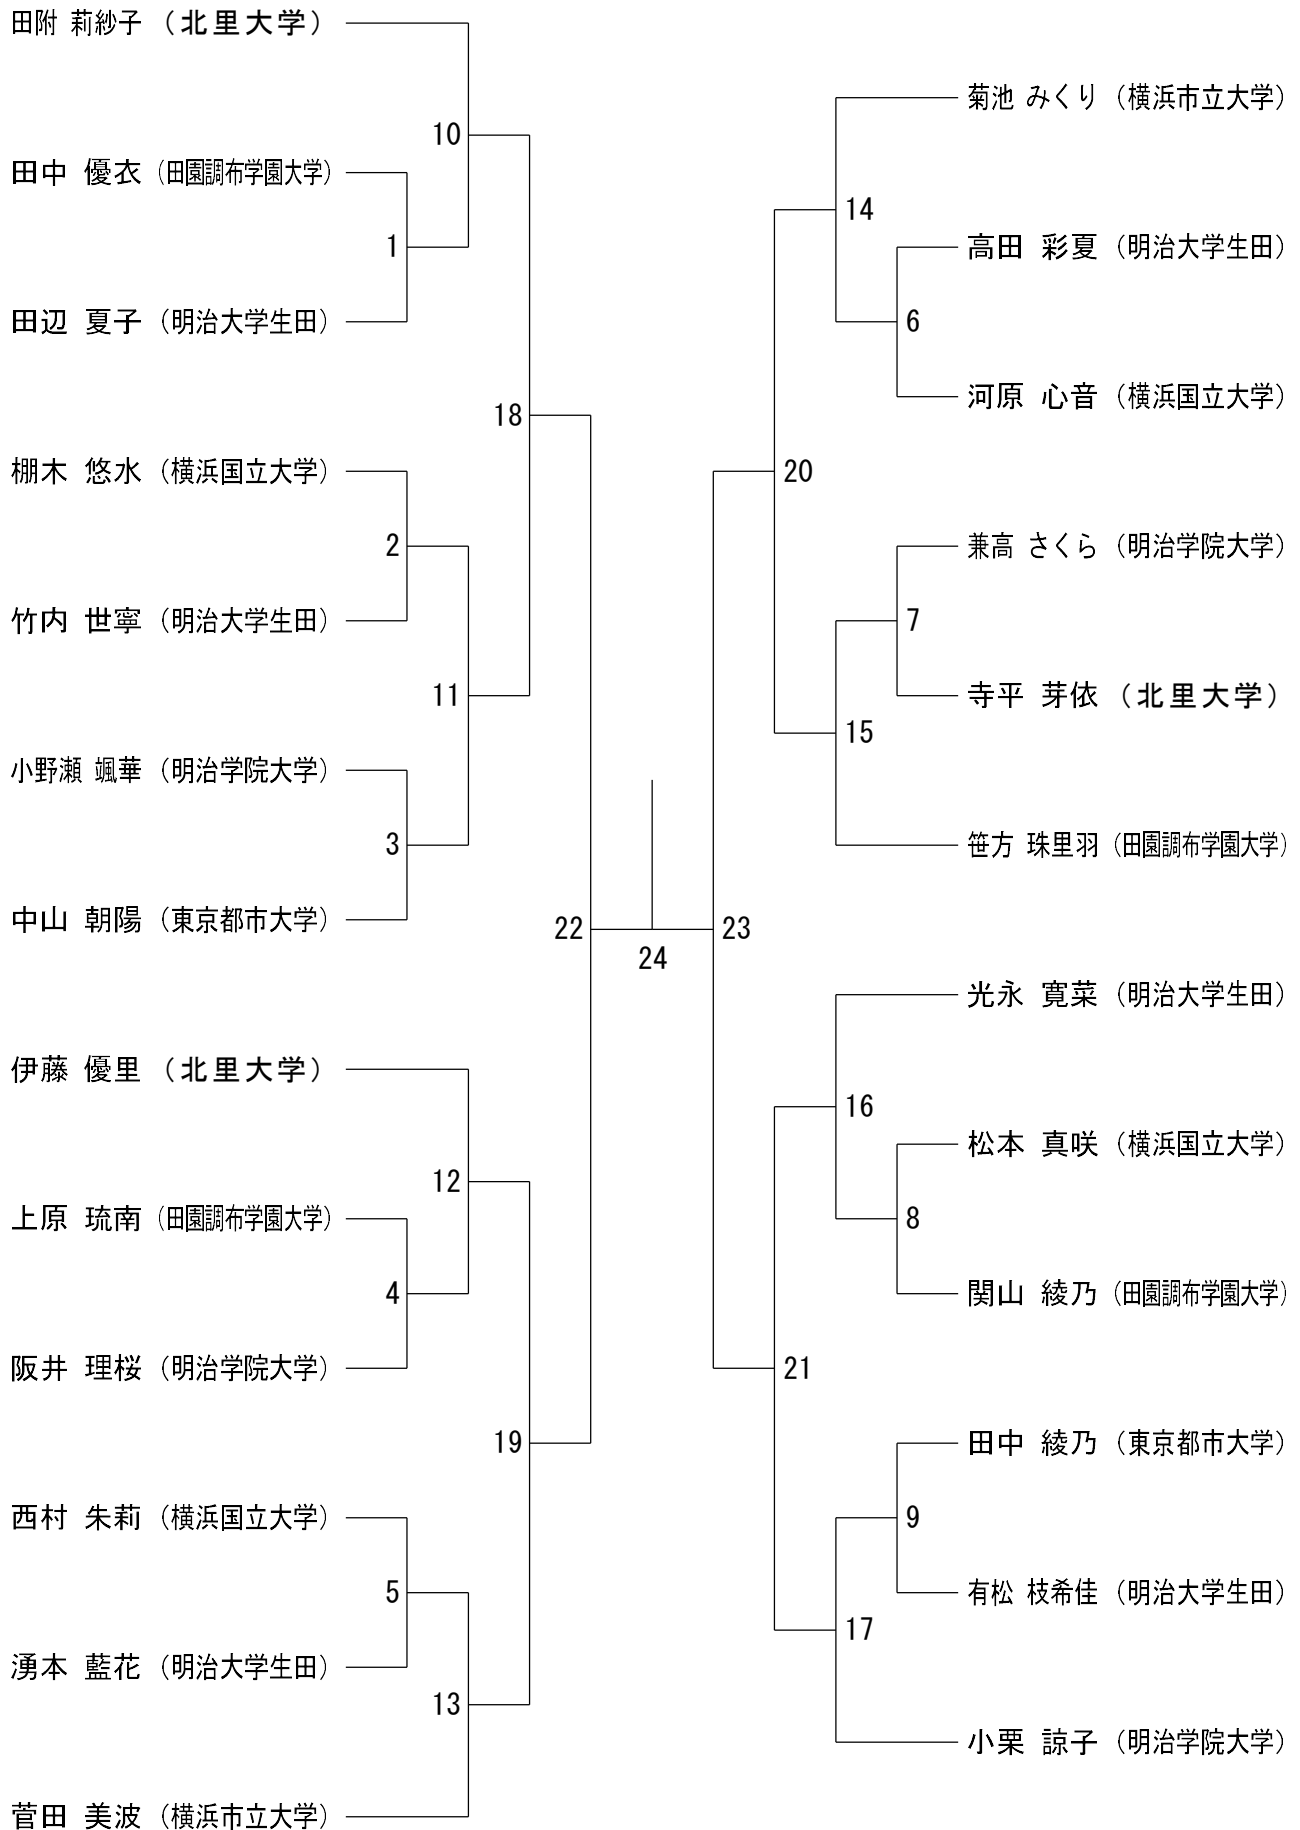 田附 莉紗子 （北里大学）
10
田中 優衣 （田園調布学園大学）
1
田辺 夏子 （明治大学生田）
18
棚木 悠水 （横浜国立大学）
2
竹内 世寧 （明治大学生田）
11
小野瀬 颯華 （明治学院大学）
3
中山 朝陽 （東京都市大学）
22
24
伊藤 優里 （北里大学）
12
上原 琉南 （田園調布学園大学）
4
阪井 理桜 （明治学院大学）
19
西村 朱莉 （横浜国立大学）
5
湧本 藍花 （明治大学生田）
13
菅田 美波 （横浜市立大学）
菊池 みくり （横浜市立大学）
14
高田 彩夏 （明治大学生田）
6
河原 心音 （横浜国立大学）
20
兼高 さくら （明治学院大学）
7
寺平 芽依 （北里大学）
15
笹方 珠里羽 （田園調布学園大学）
23
光永 寛菜 （明治大学生田）
16
松本 真咲 （横浜国立大学）
8
関山 綾乃 （田園調布学園大学）
21
田中 綾乃 （東京都市大学）
9
有松 枝希佳 （明治大学生田）
17
小栗 諒子 （明治学院大学）